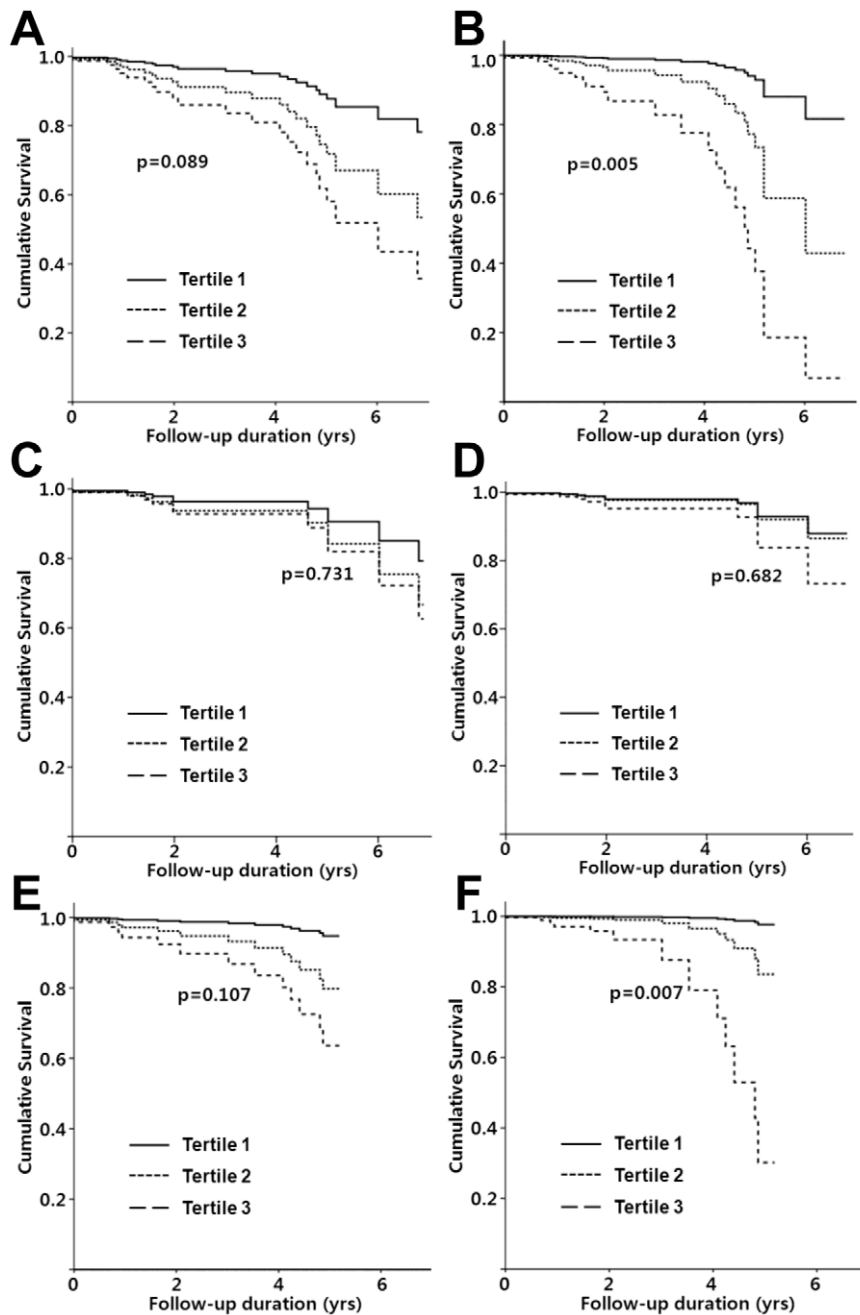 A
1.0
0.8
0.6
0.4
0.2
Cumulative Survival
p=0.089
Tertile 1
Tertile 2
Tertile 3
0 2 4 6
Follow-up duration (yrs)
B
1.0
0.8
0.6
0.4
0.2
Cumulative Survival
p=0.005
Tertile 1
Tertile 2
Tertile 3
0 2 4 6
Follow-up duration (yrs)
C
1.0
0.8
0.6
0.4
0.2
Cumulative Survival
p=0.731
Tertile 1
Tertile 2
Tertile 3
0 2 4 6
Follow-up duration (yrs)
D
1.0
0.8
0.6
0.4
0.2
Cumulative Survival
p=0.682
Tertile 1
Tertile 2
Tertile 3
0 2 4 6
Follow-up duration (yrs)
E
1.0
0.8
0.6
0.4
0.2
Cumulative Survival
p=0.107
Tertile 1
Tertile 2
Tertile 3
0 2 4 6
Follow-up duration (yrs)
F
1.0
0.8
0.6
0.4
0.2
Cumulative Survival
p=0.007
Tertile 1
Tertile 2
Tertile 3
0 2 4 6
Follow-up duration (yrs)